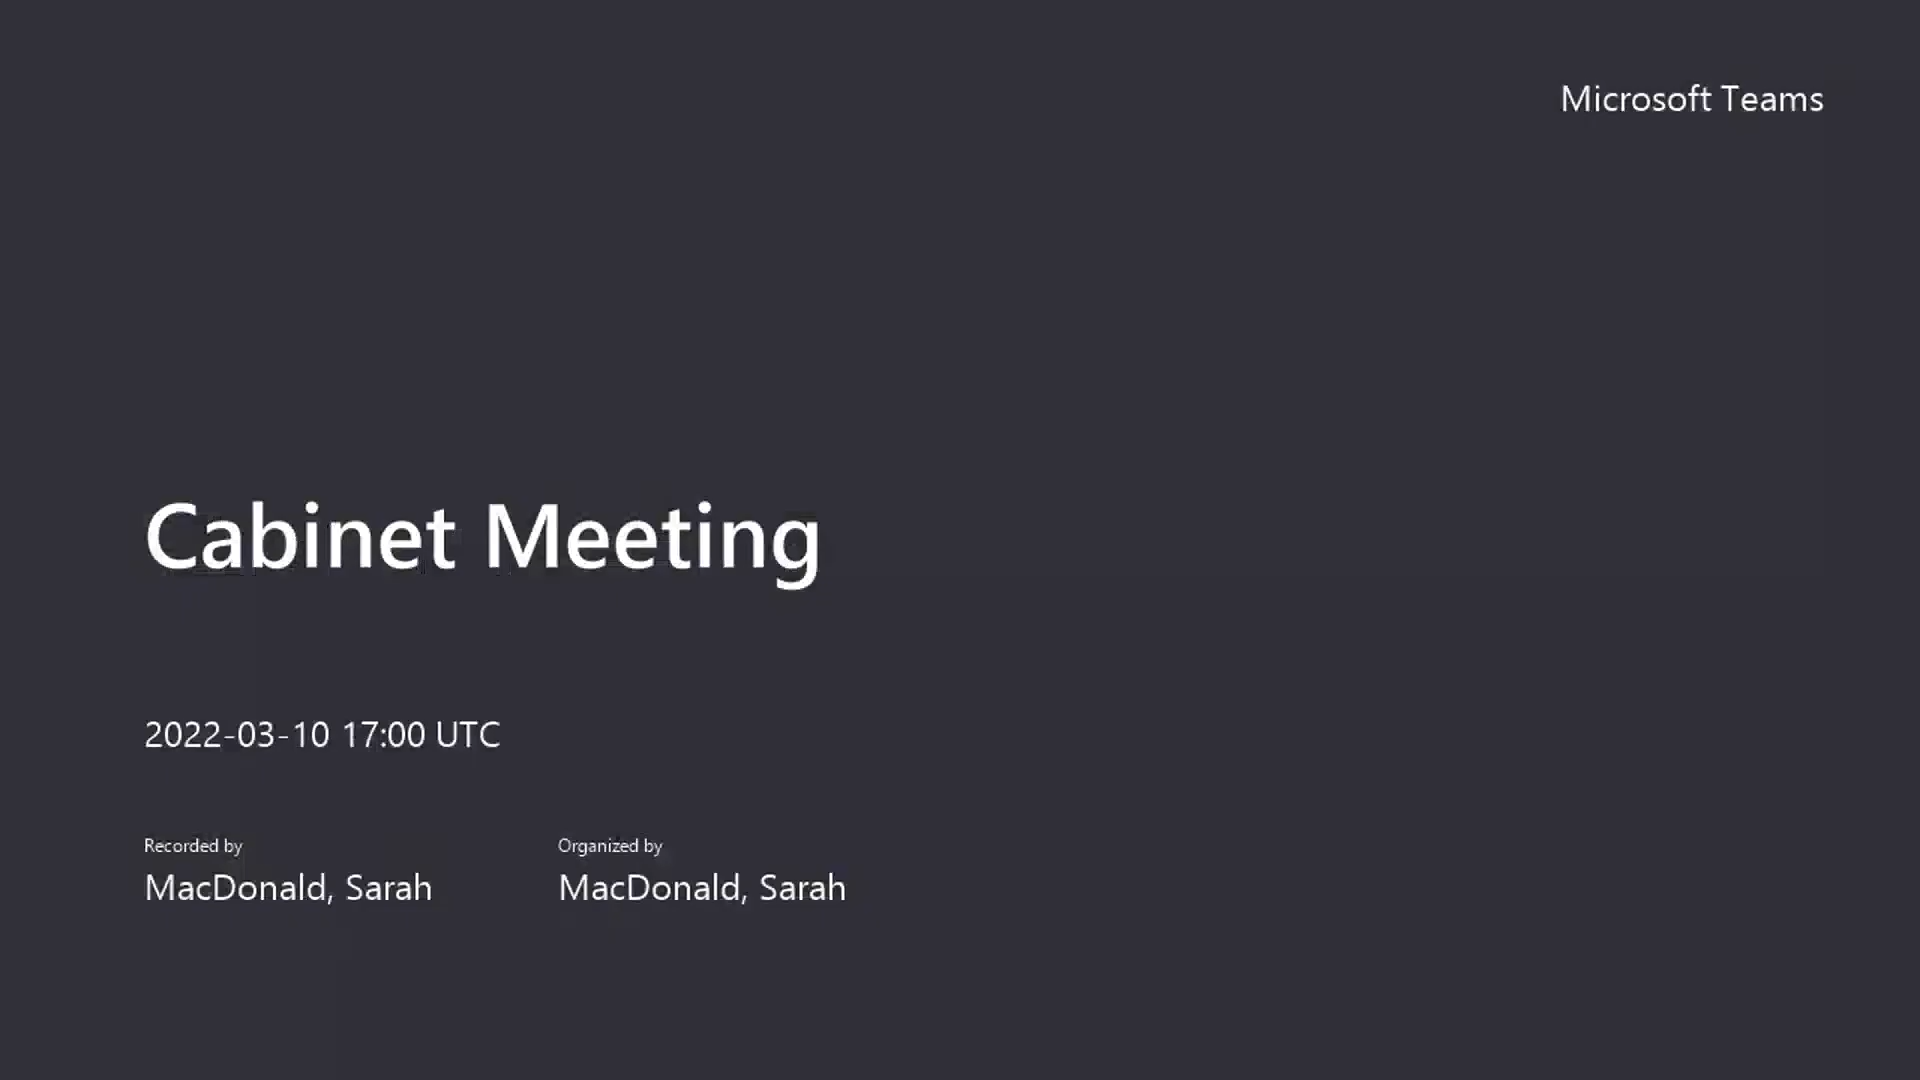 Microsoft Teams
Cabinet Meeting
2022-03-10 17:00 UTC
Recorded by
MacDonald, Sarah
Organized by
MacDonald, Sarah